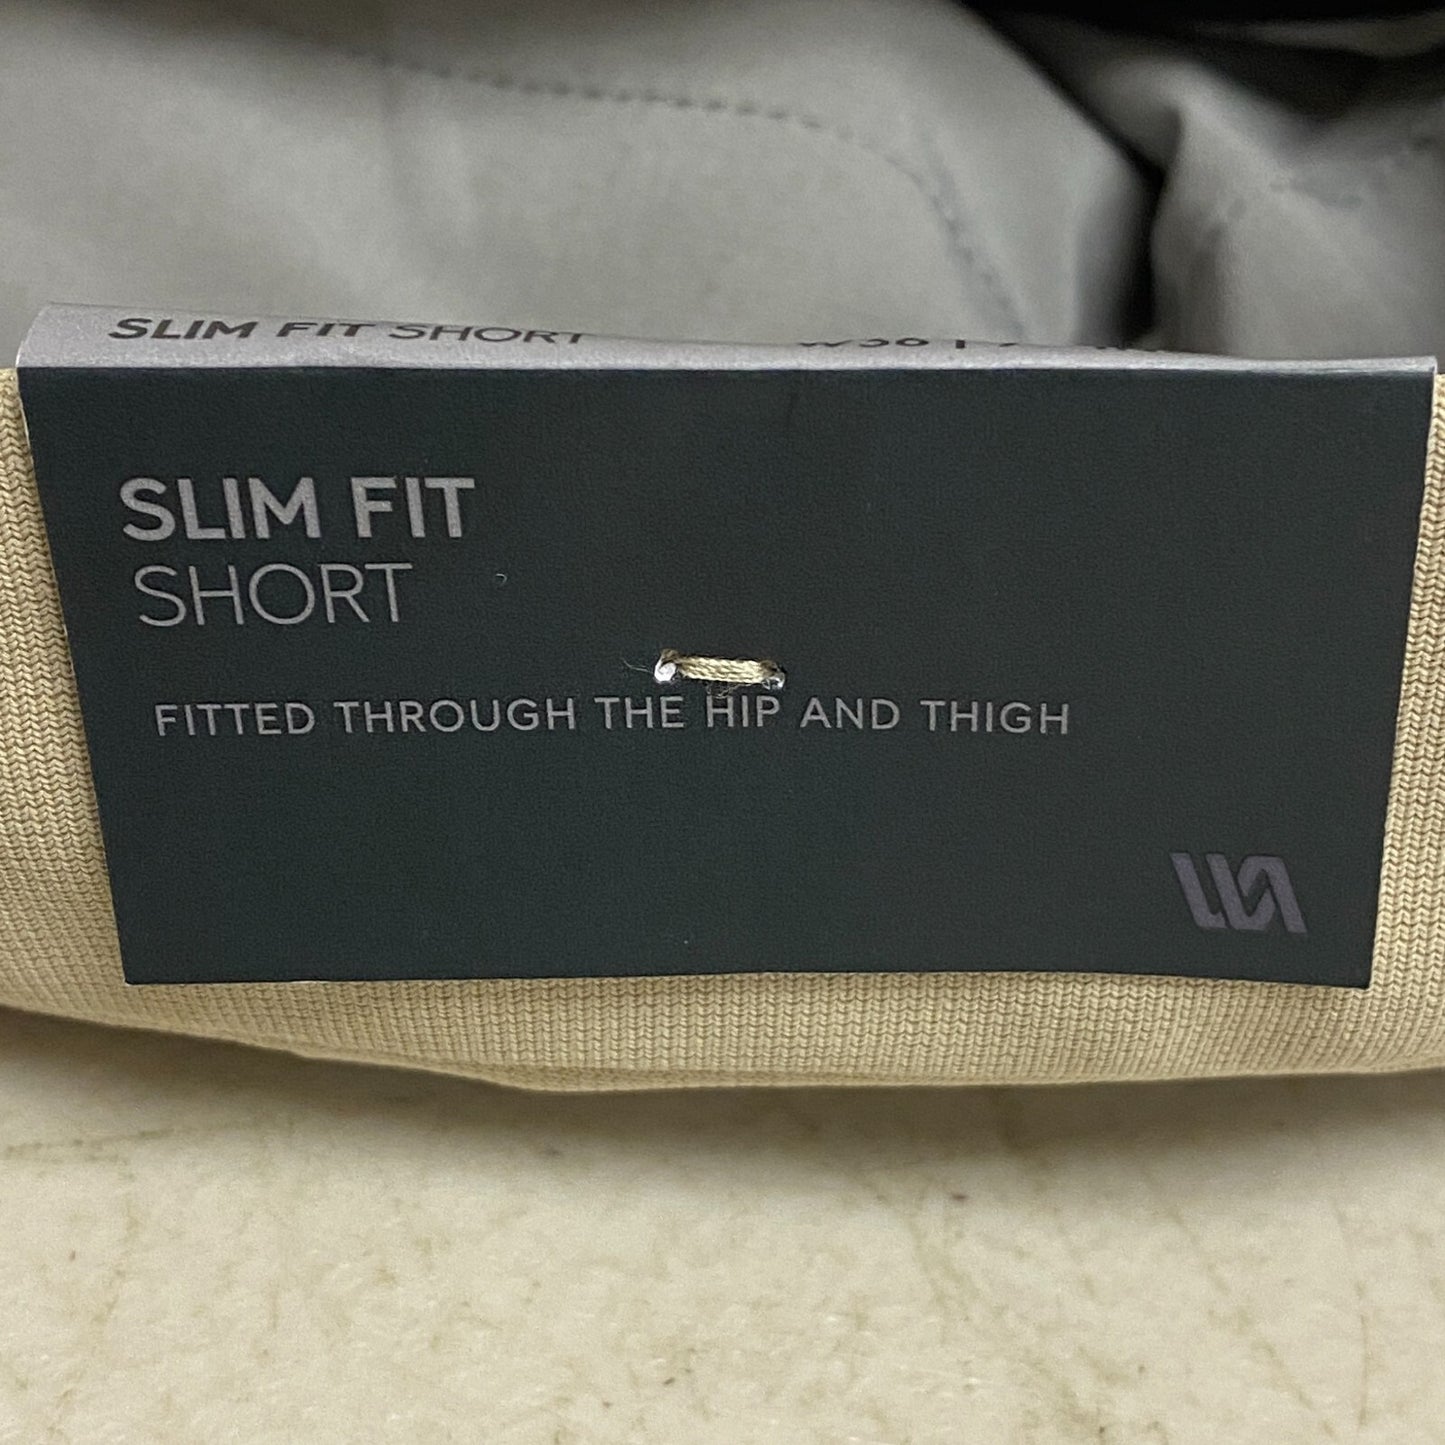 SLIM FIT SHORT
SLIM FIT
SHORT
FITTED THROUGH THE HIP AND THIGH